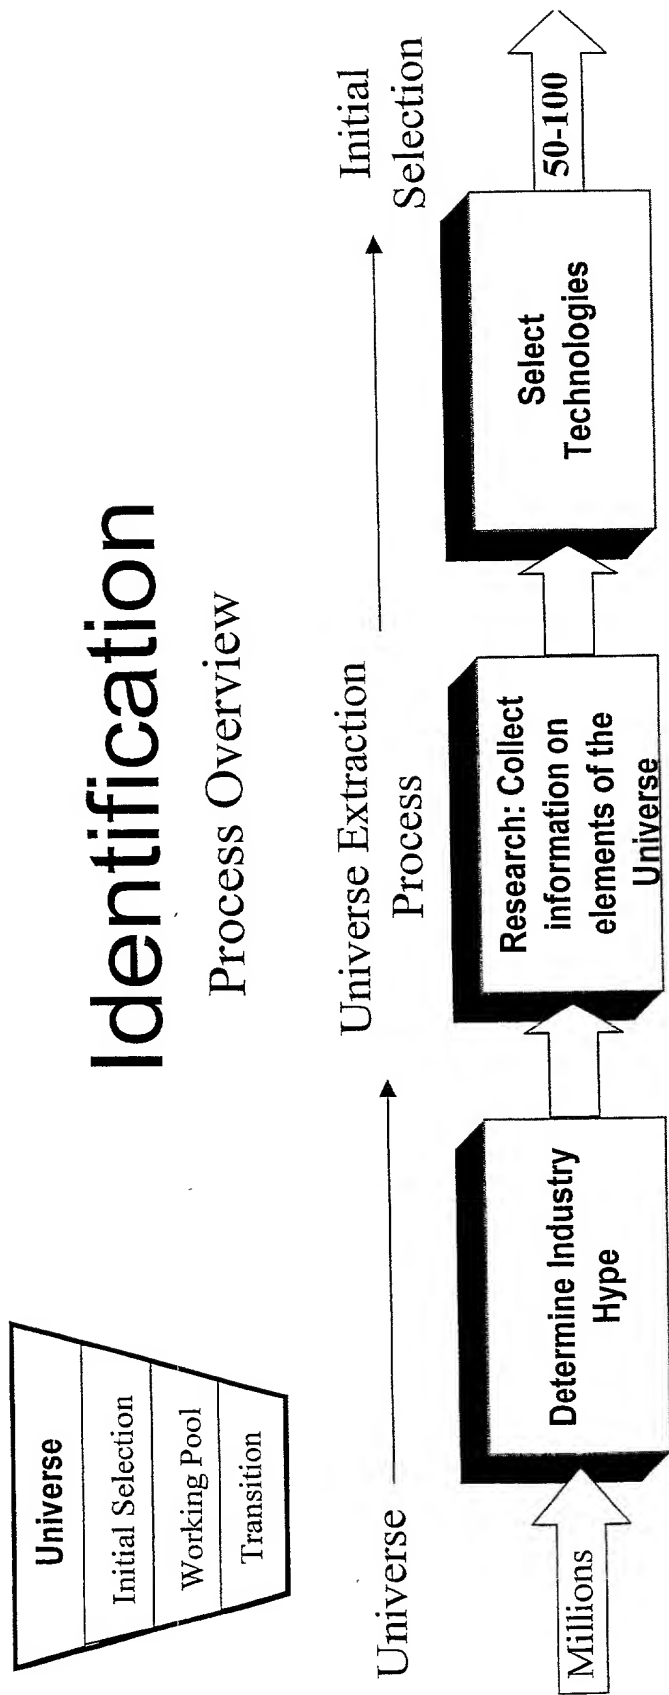 Identification
Process Overview
Universe
Initial Selection
Working Pool
Transition
Universe
Universe Extraction
Process
Initial
Selection
Millions
Determine Industry
Hype
Research: Collect
information on
elements of the
Universe
Select
Technologies
50-100